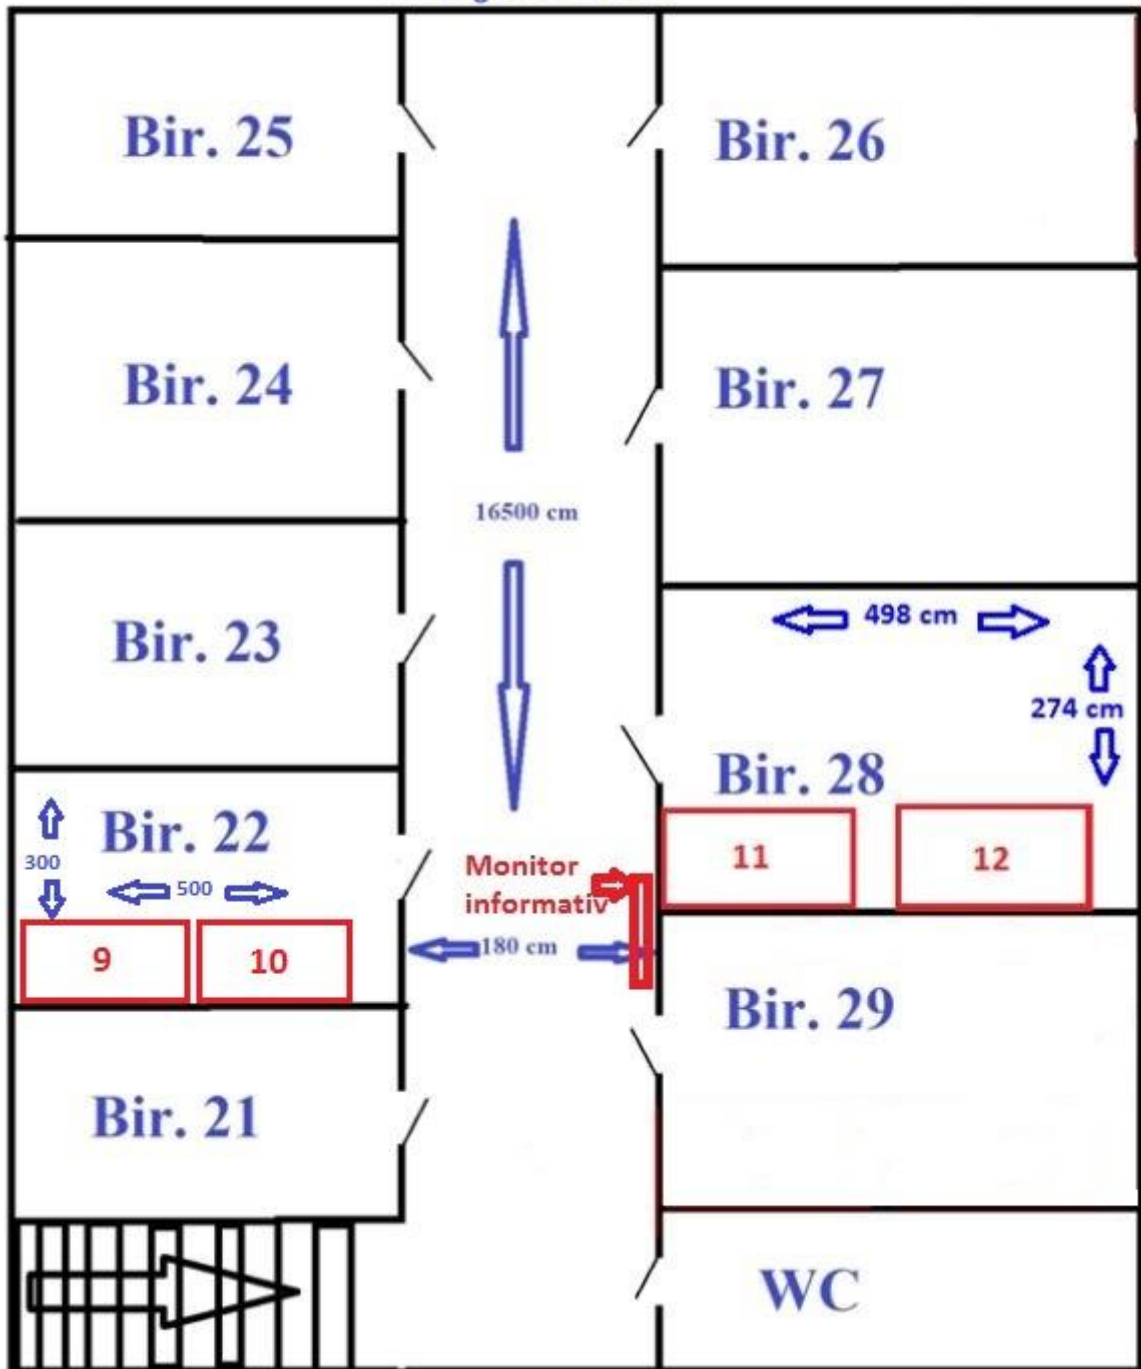 Bir. 25
Bir. 26
Bir. 24
Bir. 27
16500 cm
Bir. 23
498 cm
274 cm
Bir. 28
Bir. 22
300
500
Monitor
informativ
11
12
9
10
180 cm
Bir. 29
Bir. 21
WC